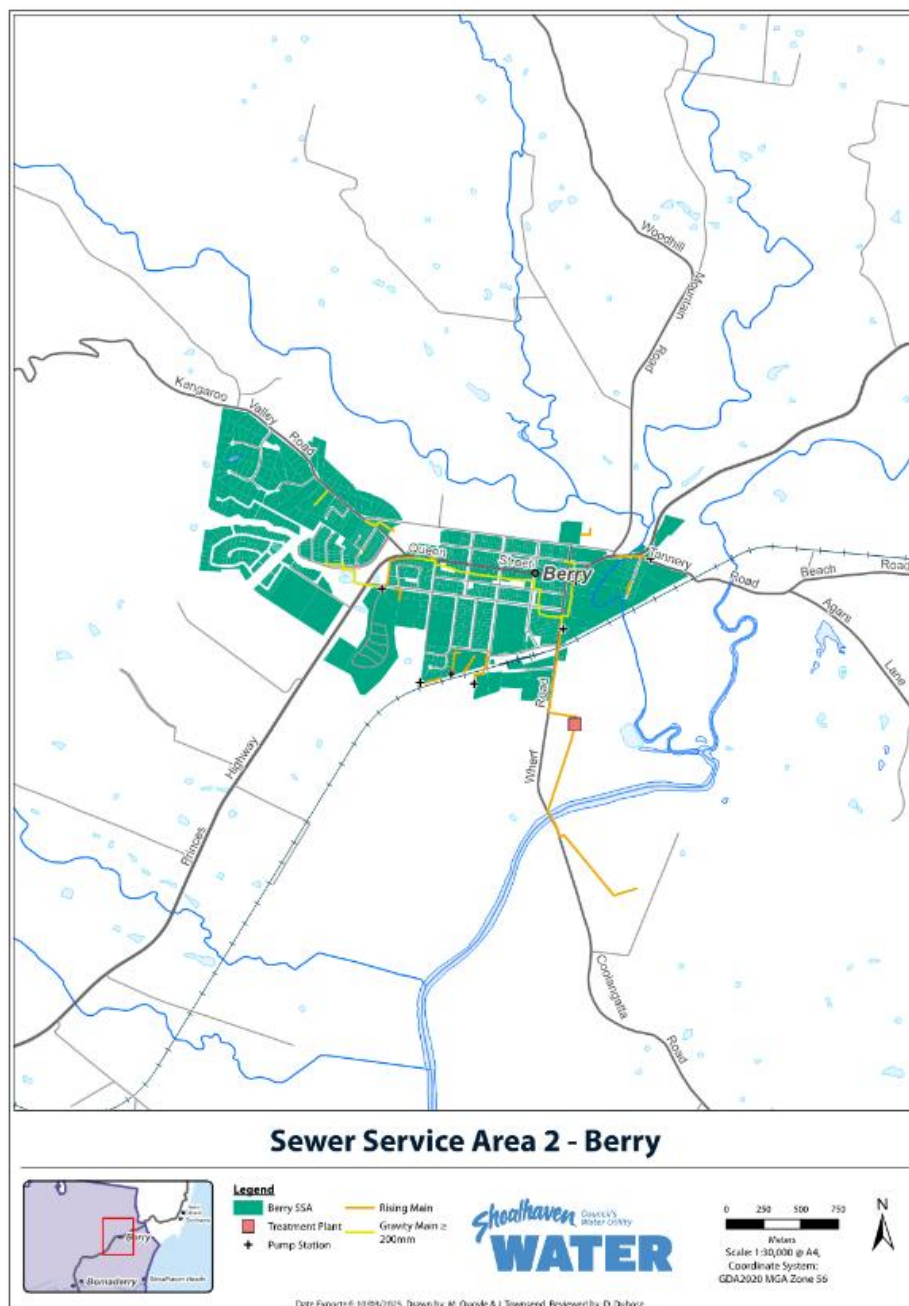 Woodhill
Mountain
Road
Kangaroo
Valley
Road
Queen
Street
Berry
Tannery
Road
Beach
Road
Agars
Lane
Road
Wharf
Highway
Princes
Coolangatta
Road
Sewer Service Area 2 - Berry
Legend
Berry SSA
Treatment Plant
Pump Station
Rising Main
Gravity Main ≥
200mm
Berry
Bomaderry
Shoalhaven Heads
Shoalhaven
Council's
Water Utility
WATER
0 250 500 750
Meters
Scale: 1:30,000 @ A4,
Coordinate System:
GDA2020 MGA Zone 56
N